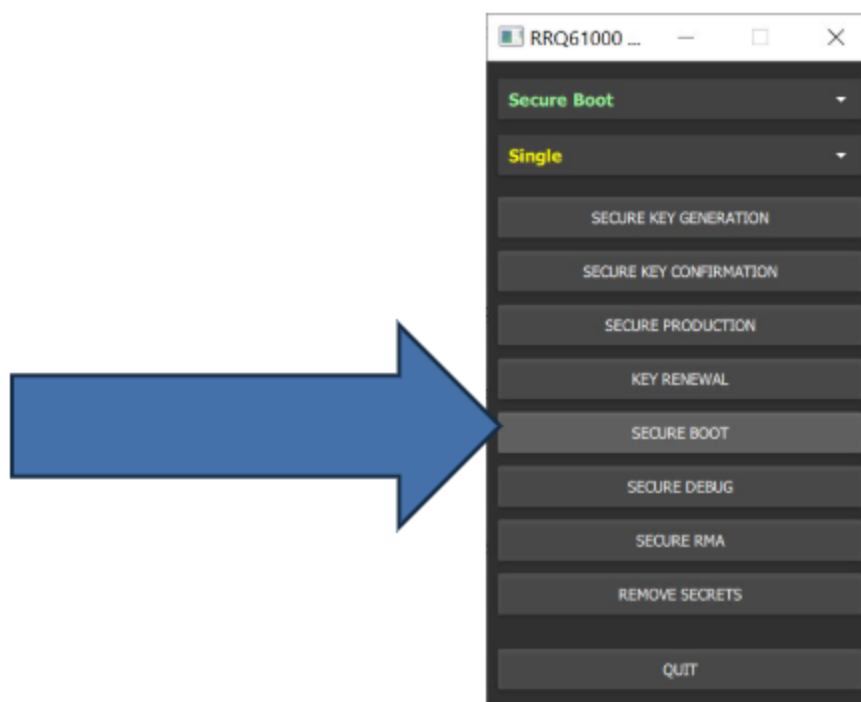 RRQ61000 ...
Secure Boot
Single
SECURE KEY GENERATION
SECURE KEY CONFIRMATION
SECURE PRODUCTION
KEY RENEWAL
SECURE BOOT
SECURE DEBUG
SECURE RMA
REMOVE SECRETS
QUIT